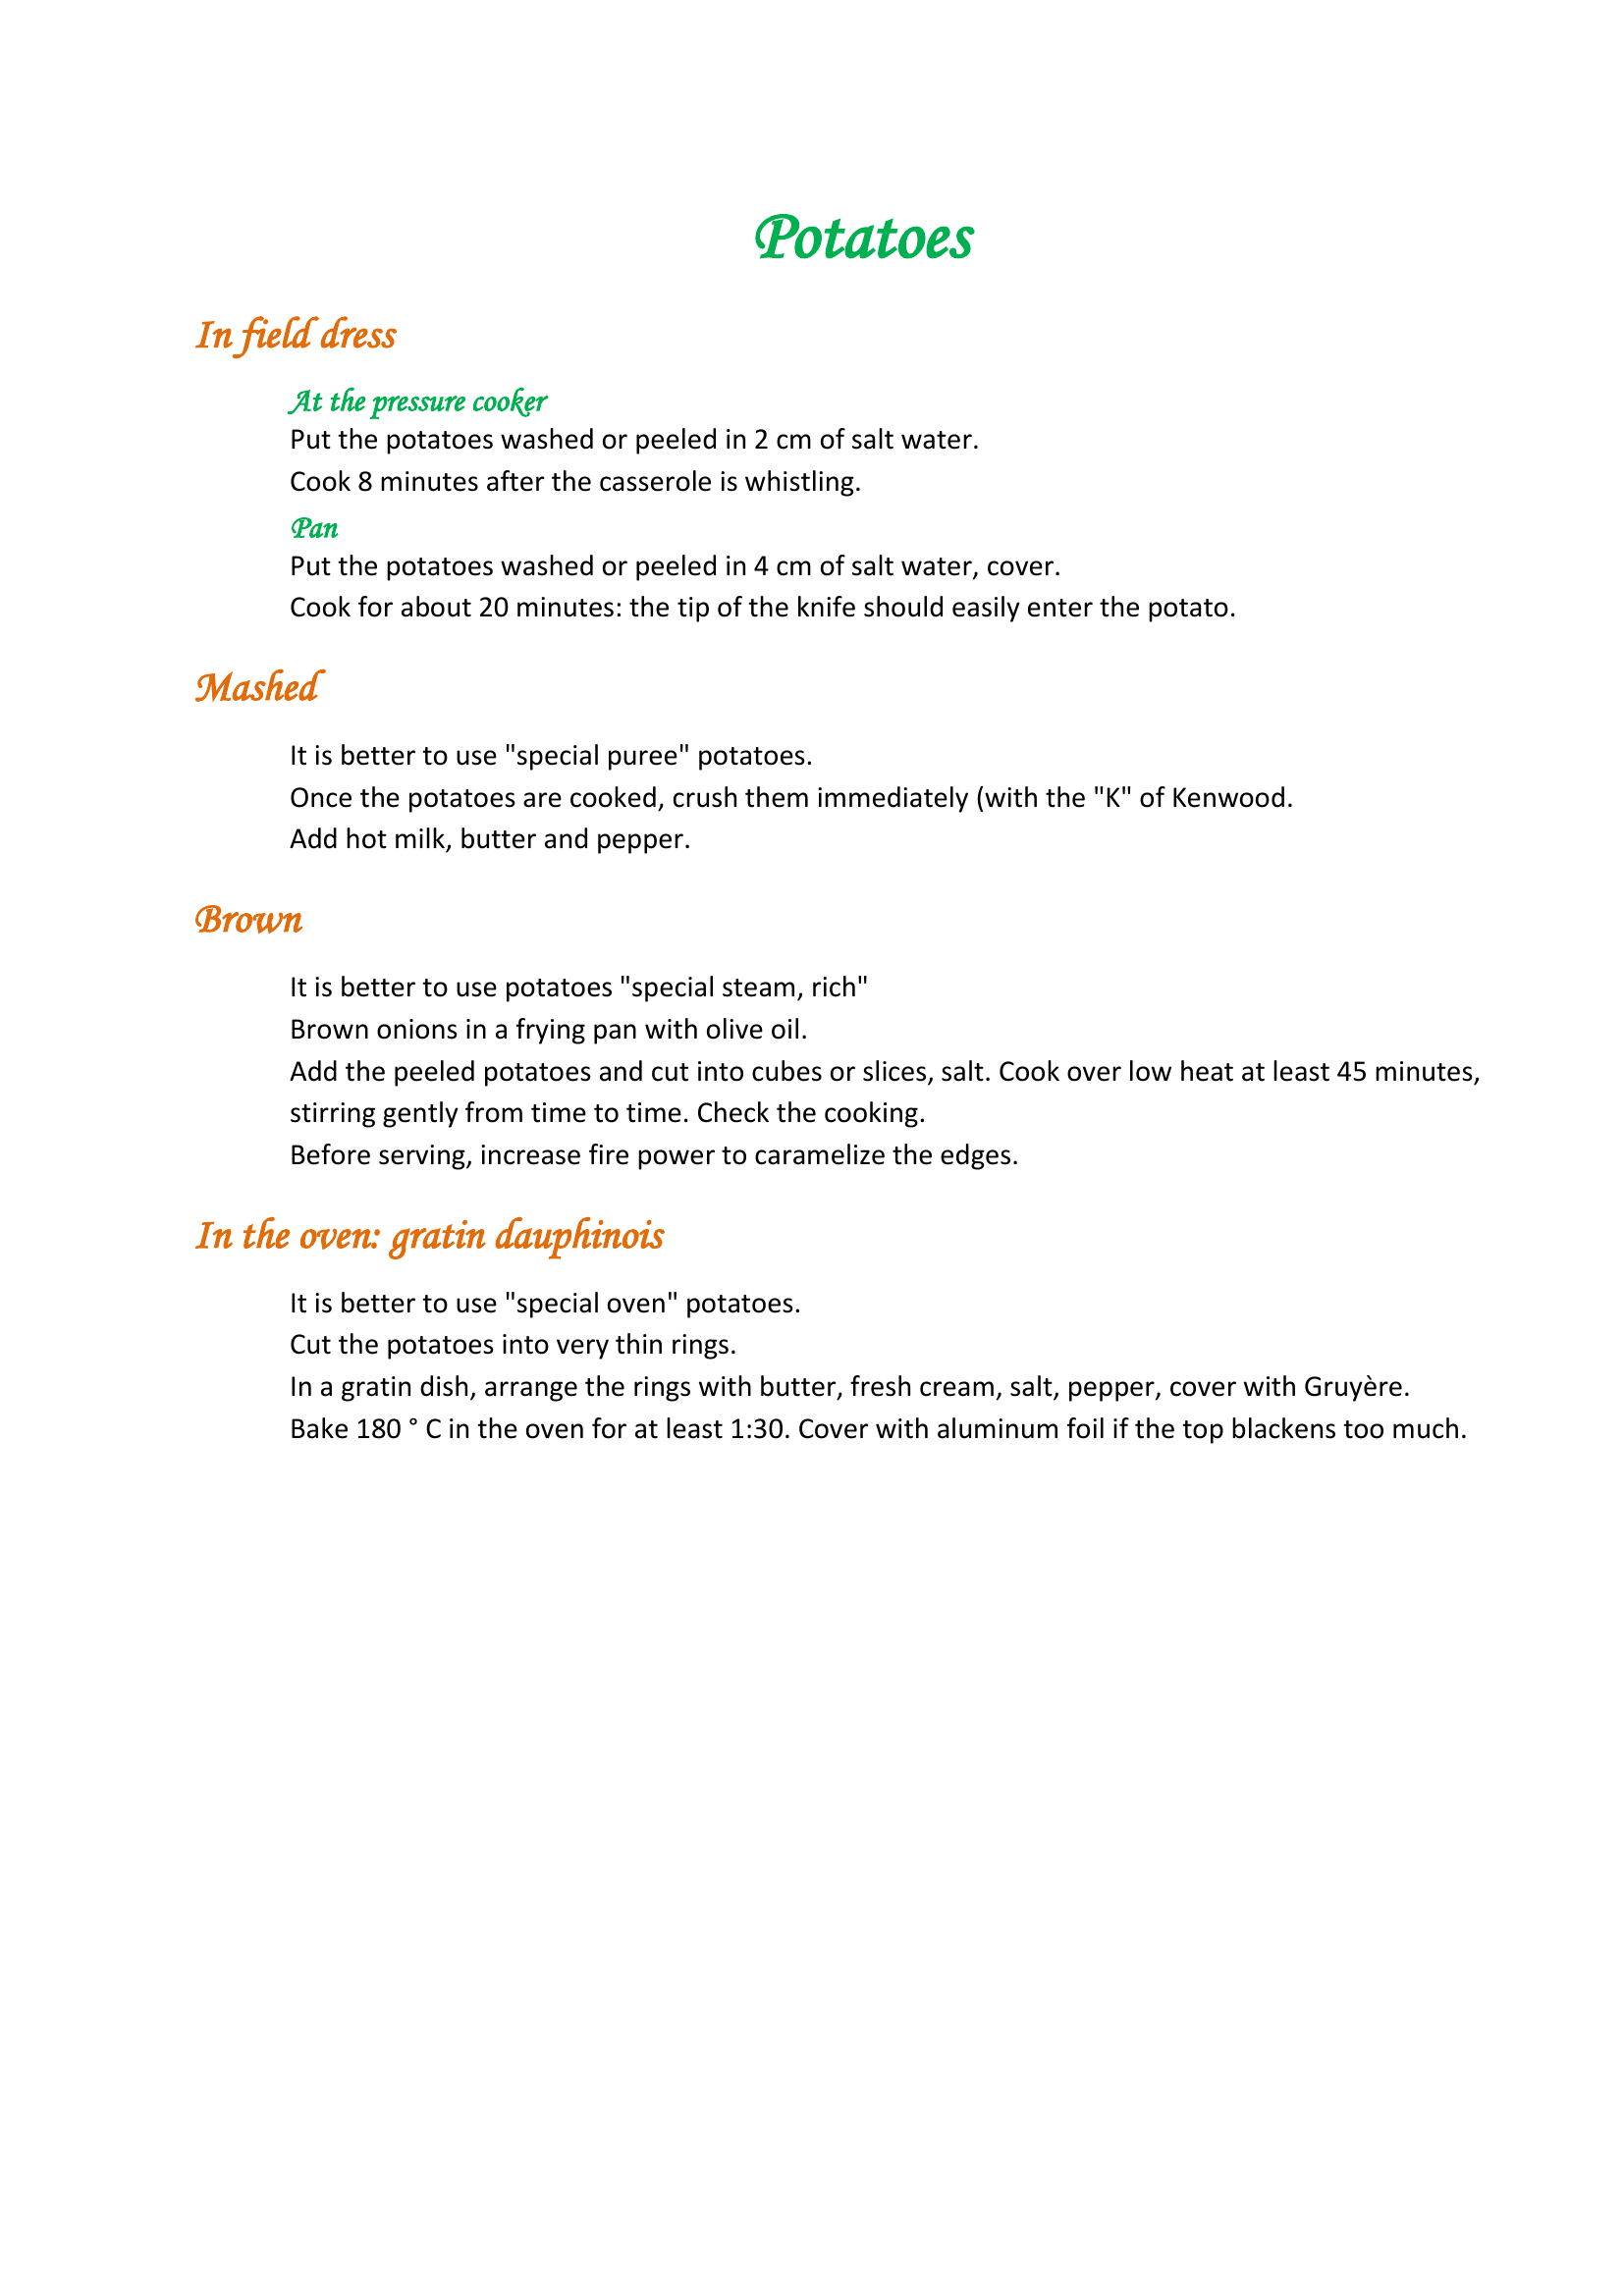 Potatoes
In field dress
At the pressure cooker
Put the potatoes washed or peeled in 2 cm of salt water.
Cook 8 minutes after the casserole is whistling.
Pan
Put the potatoes washed or peeled in 4 cm of salt water, cover.
Cook for about 20 minutes: the tip of the knife should easily enter the potato.
Mashed
It is better to use "special puree" potatoes.
Once the potatoes are cooked, crush them immediately (with the "K" of Kenwood.
Add hot milk, butter and pepper.
Brown
It is better to use potatoes "special steam, rich"
Brown onions in a frying pan with olive oil.
Add the peeled potatoes and cut into cubes or slices, salt. Cook over low heat at least 45 minutes,
stirring gently from time to time. Check the cooking.
Before serving, increase fire power to caramelize the edges.
In the oven: gratin dauphinois
It is better to use "special oven" potatoes.
Cut the potatoes into very thin rings.
In a gratin dish, arrange the rings with butter, fresh cream, salt, pepper, cover with Gruyère.
Bake 180 ° C in the oven for at least 1:30. Cover with aluminum foil if the top blackens too much.